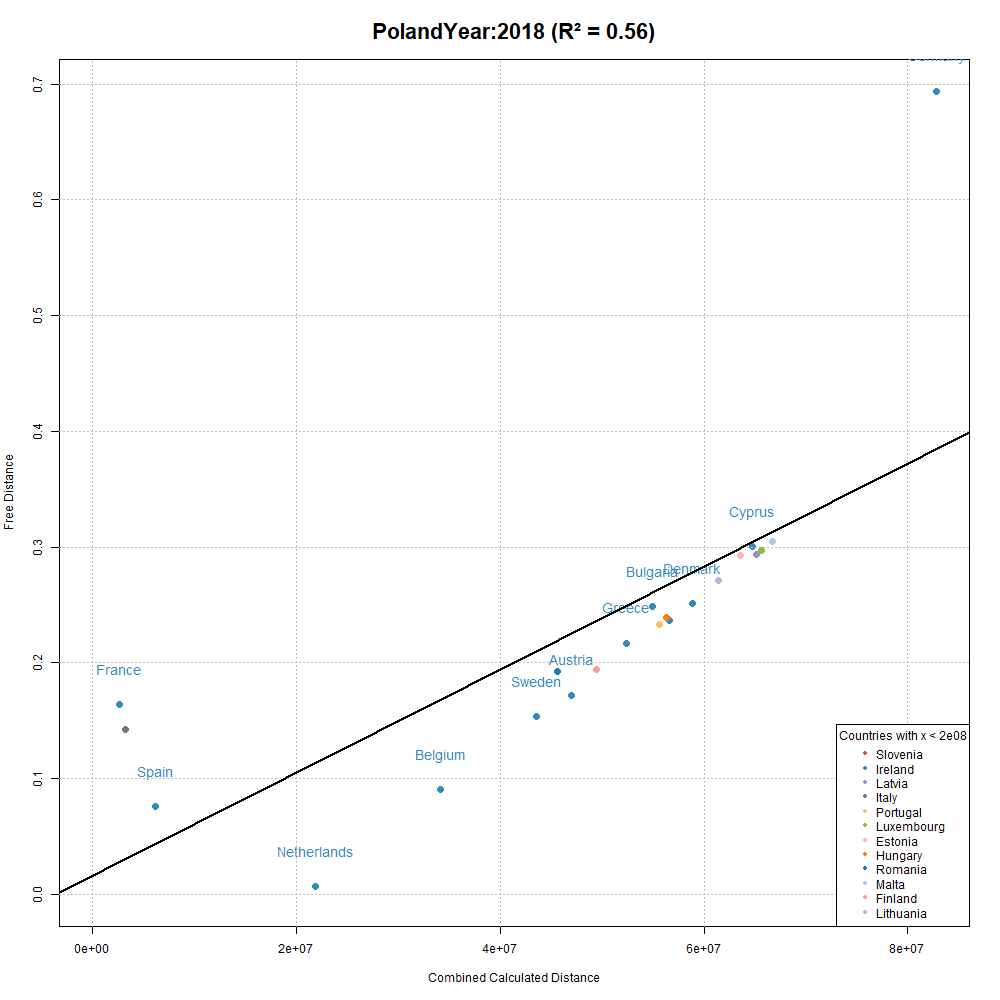 PolandYear:2018 (R² = 0.56)
0.7
0.6
0.5
0.4
0.3
0.2
0.1
0.0
Free Distance
Cyprus
Bulgaria
Denmark
Greece
France
Austria
Sweden
Belgium
Spain
Netherlands
Countries with x < 2e08
Slovenia
Ireland
Latvia
Italy
Portugal
Luxembourg
Estonia
Hungary
Romania
Malta
Finland
Lithuania
0e+00 2e+07 4e+07 6e+07 8e+07
Combined Calculated Distance